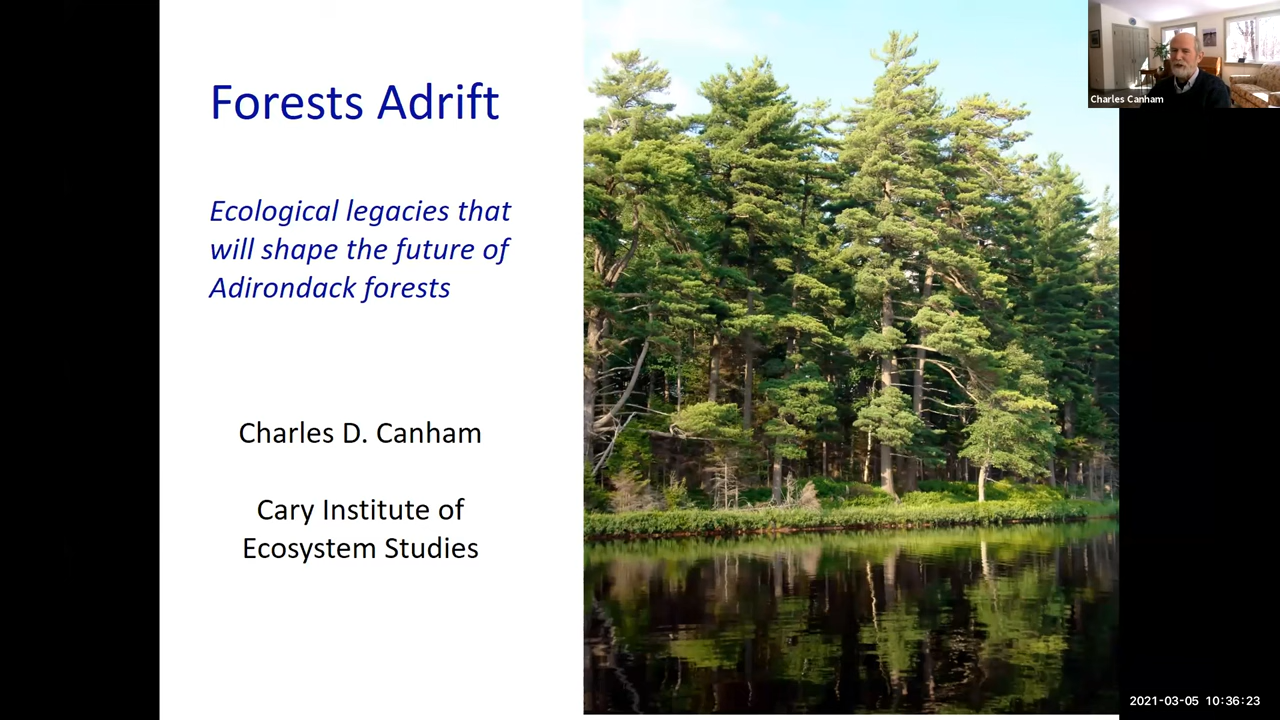 Forests Adrift
Ecological legacies that
will shape the future of
Adirondack forests
Charles D. Canham
Cary Institute of
Ecosystem Studies
Charles Canham
2021-03-05 10:36:23